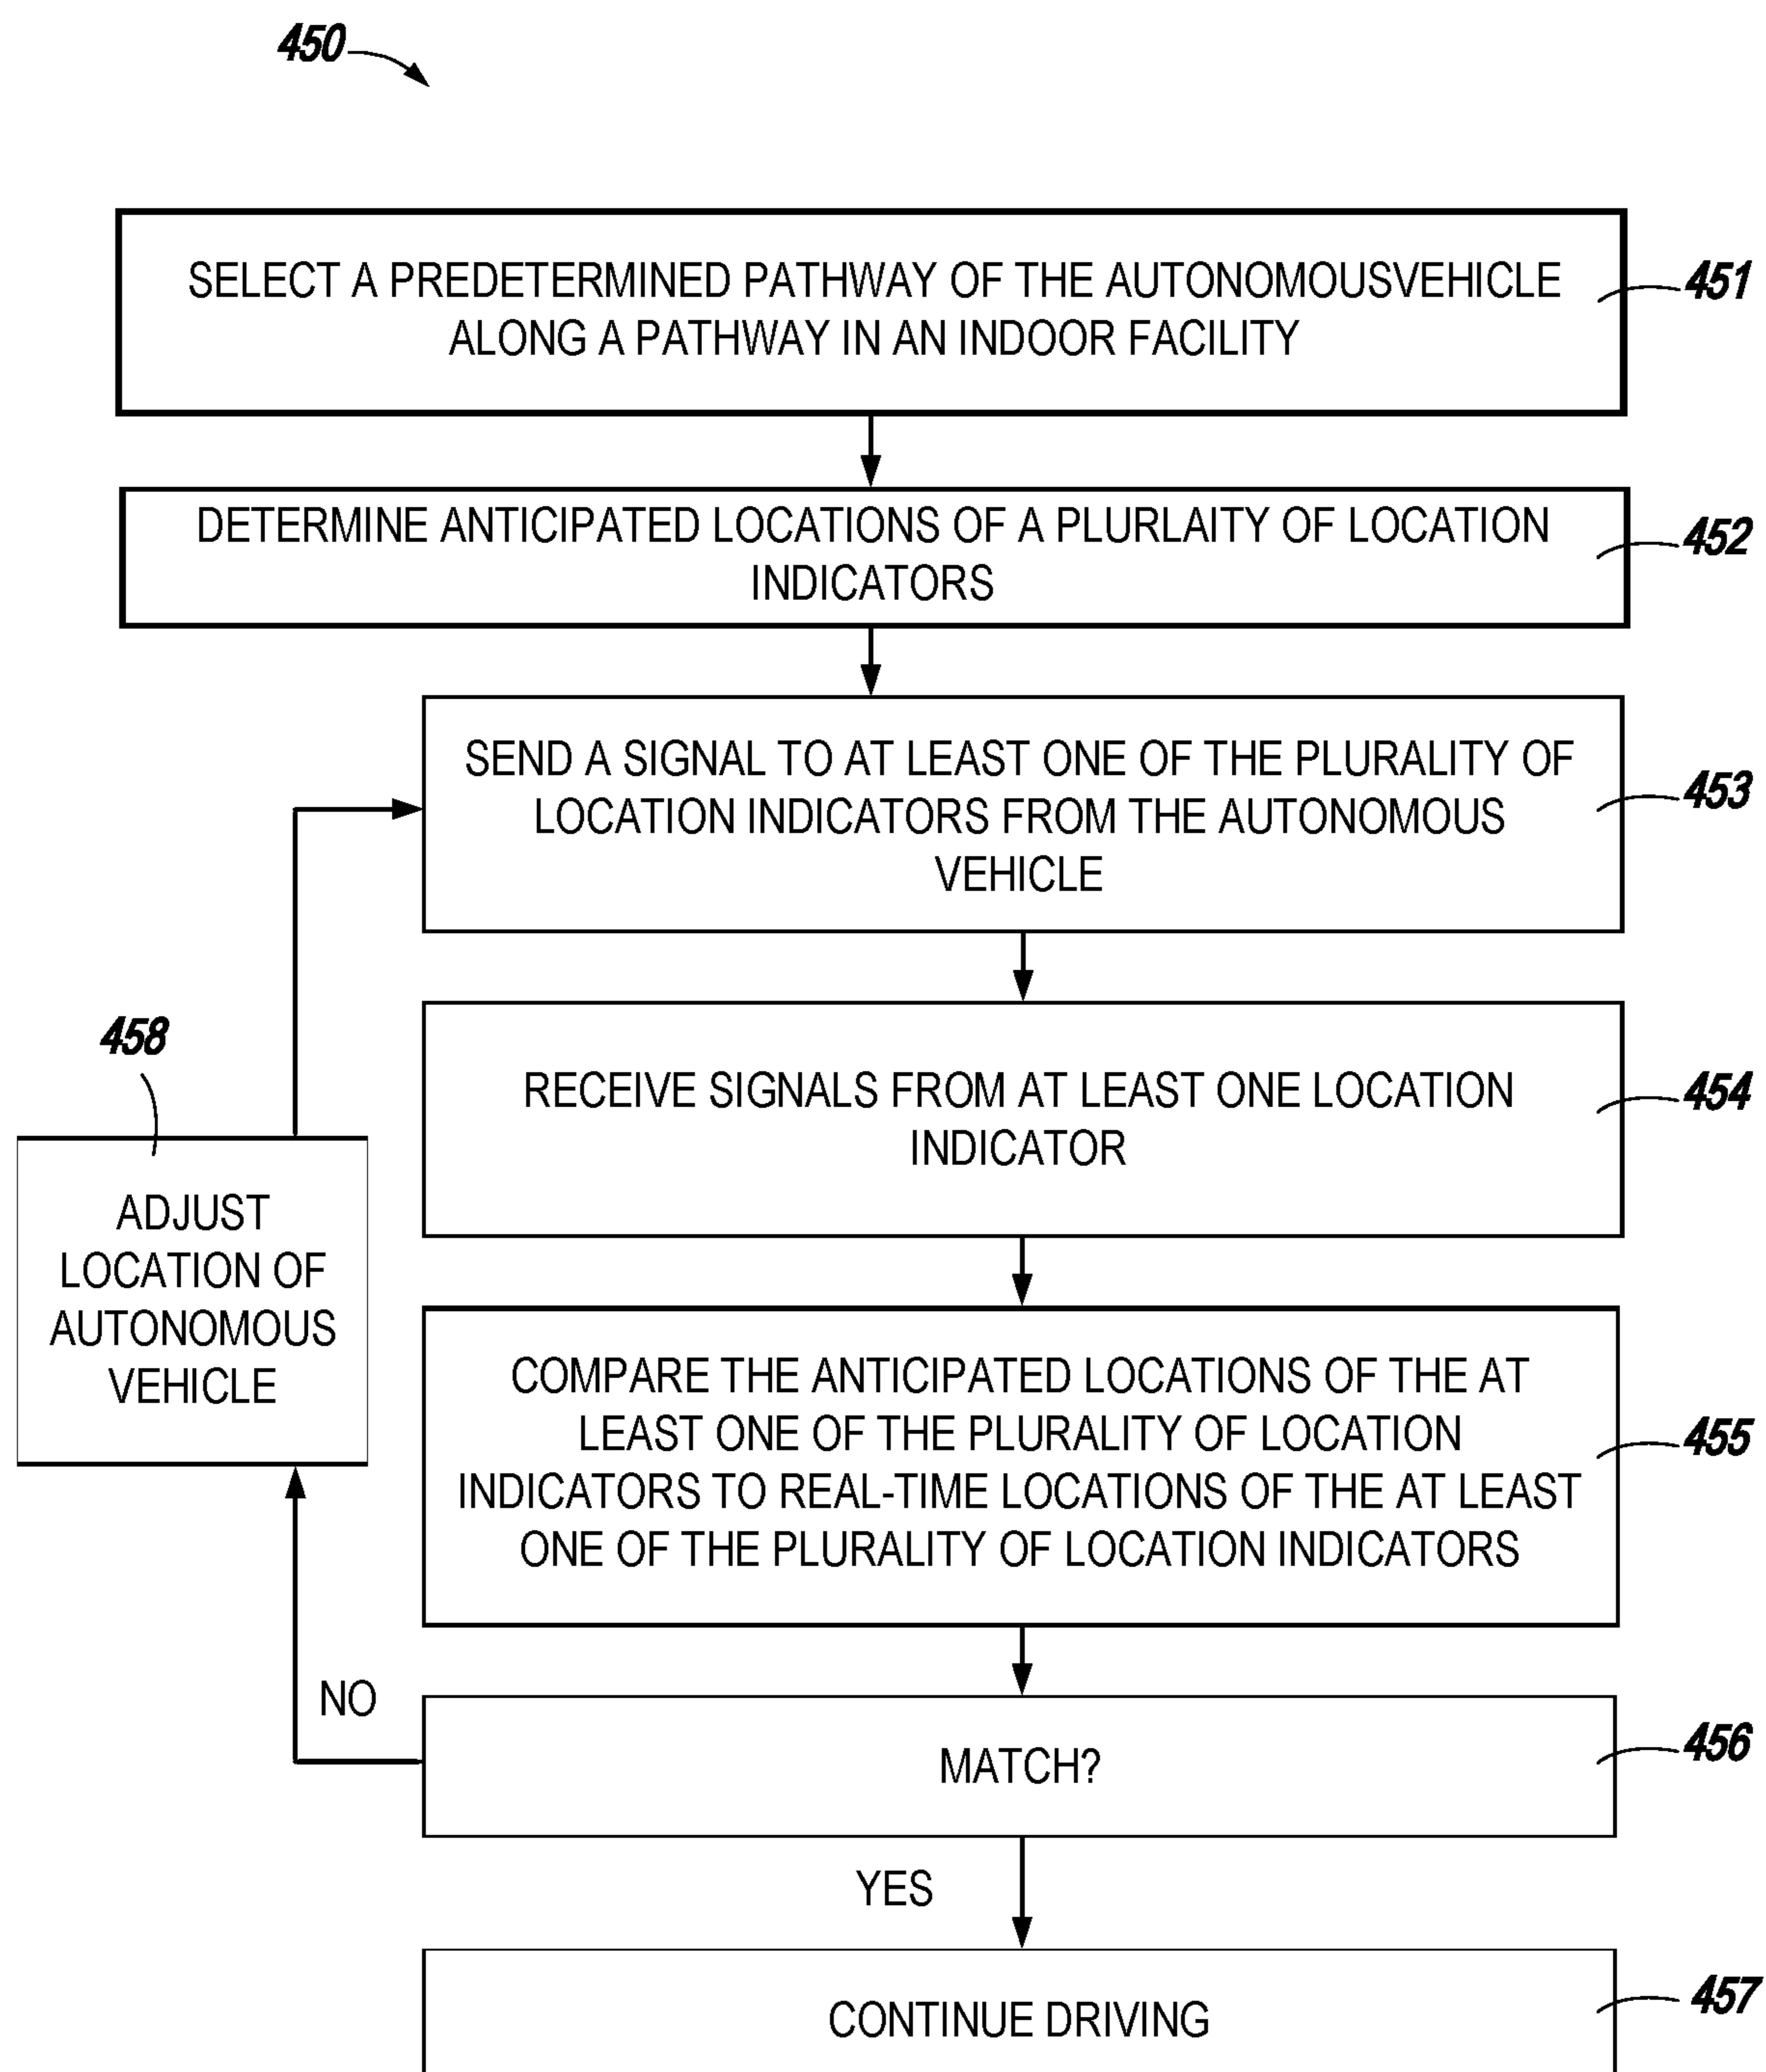 450
SELECT A PREDETERMINED PATHWAY OF THE AUTONOMOUSVEHICLE
ALONG A PATHWAY IN AN INDOOR FACILITY
451
DETERMINE ANTICIPATED LOCATIONS OF A PLURLAITY OF LOCATION
INDICATORS
452
SEND A SIGNAL TO AT LEAST ONE OF THE PLURALITY OF
LOCATION INDICATORS FROM THE AUTONOMOUS
VEHICLE
453
RECEIVE SIGNALS FROM AT LEAST ONE LOCATION
INDICATOR
454
458
ADJUST
LOCATION OF
AUTONOMOUS
VEHICLE
COMPARE THE ANTICIPATED LOCATIONS OF THE AT
LEAST ONE OF THE PLURALITY OF LOCATION
INDICATORS TO REAL-TIME LOCATIONS OF THE AT LEAST
ONE OF THE PLURALITY OF LOCATION INDICATORS
455
NO
MATCH?
456
YES
CONTINUE DRIVING
457